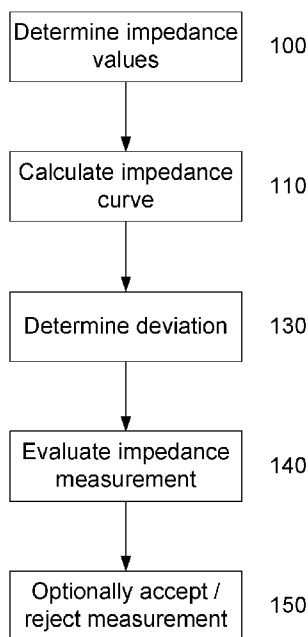 Determine impedance
values
100
Calculate impedance
curve
110
Determine deviation
130
Evaluate impedance
measurement
140
Optionally accept /
reject measurement
150